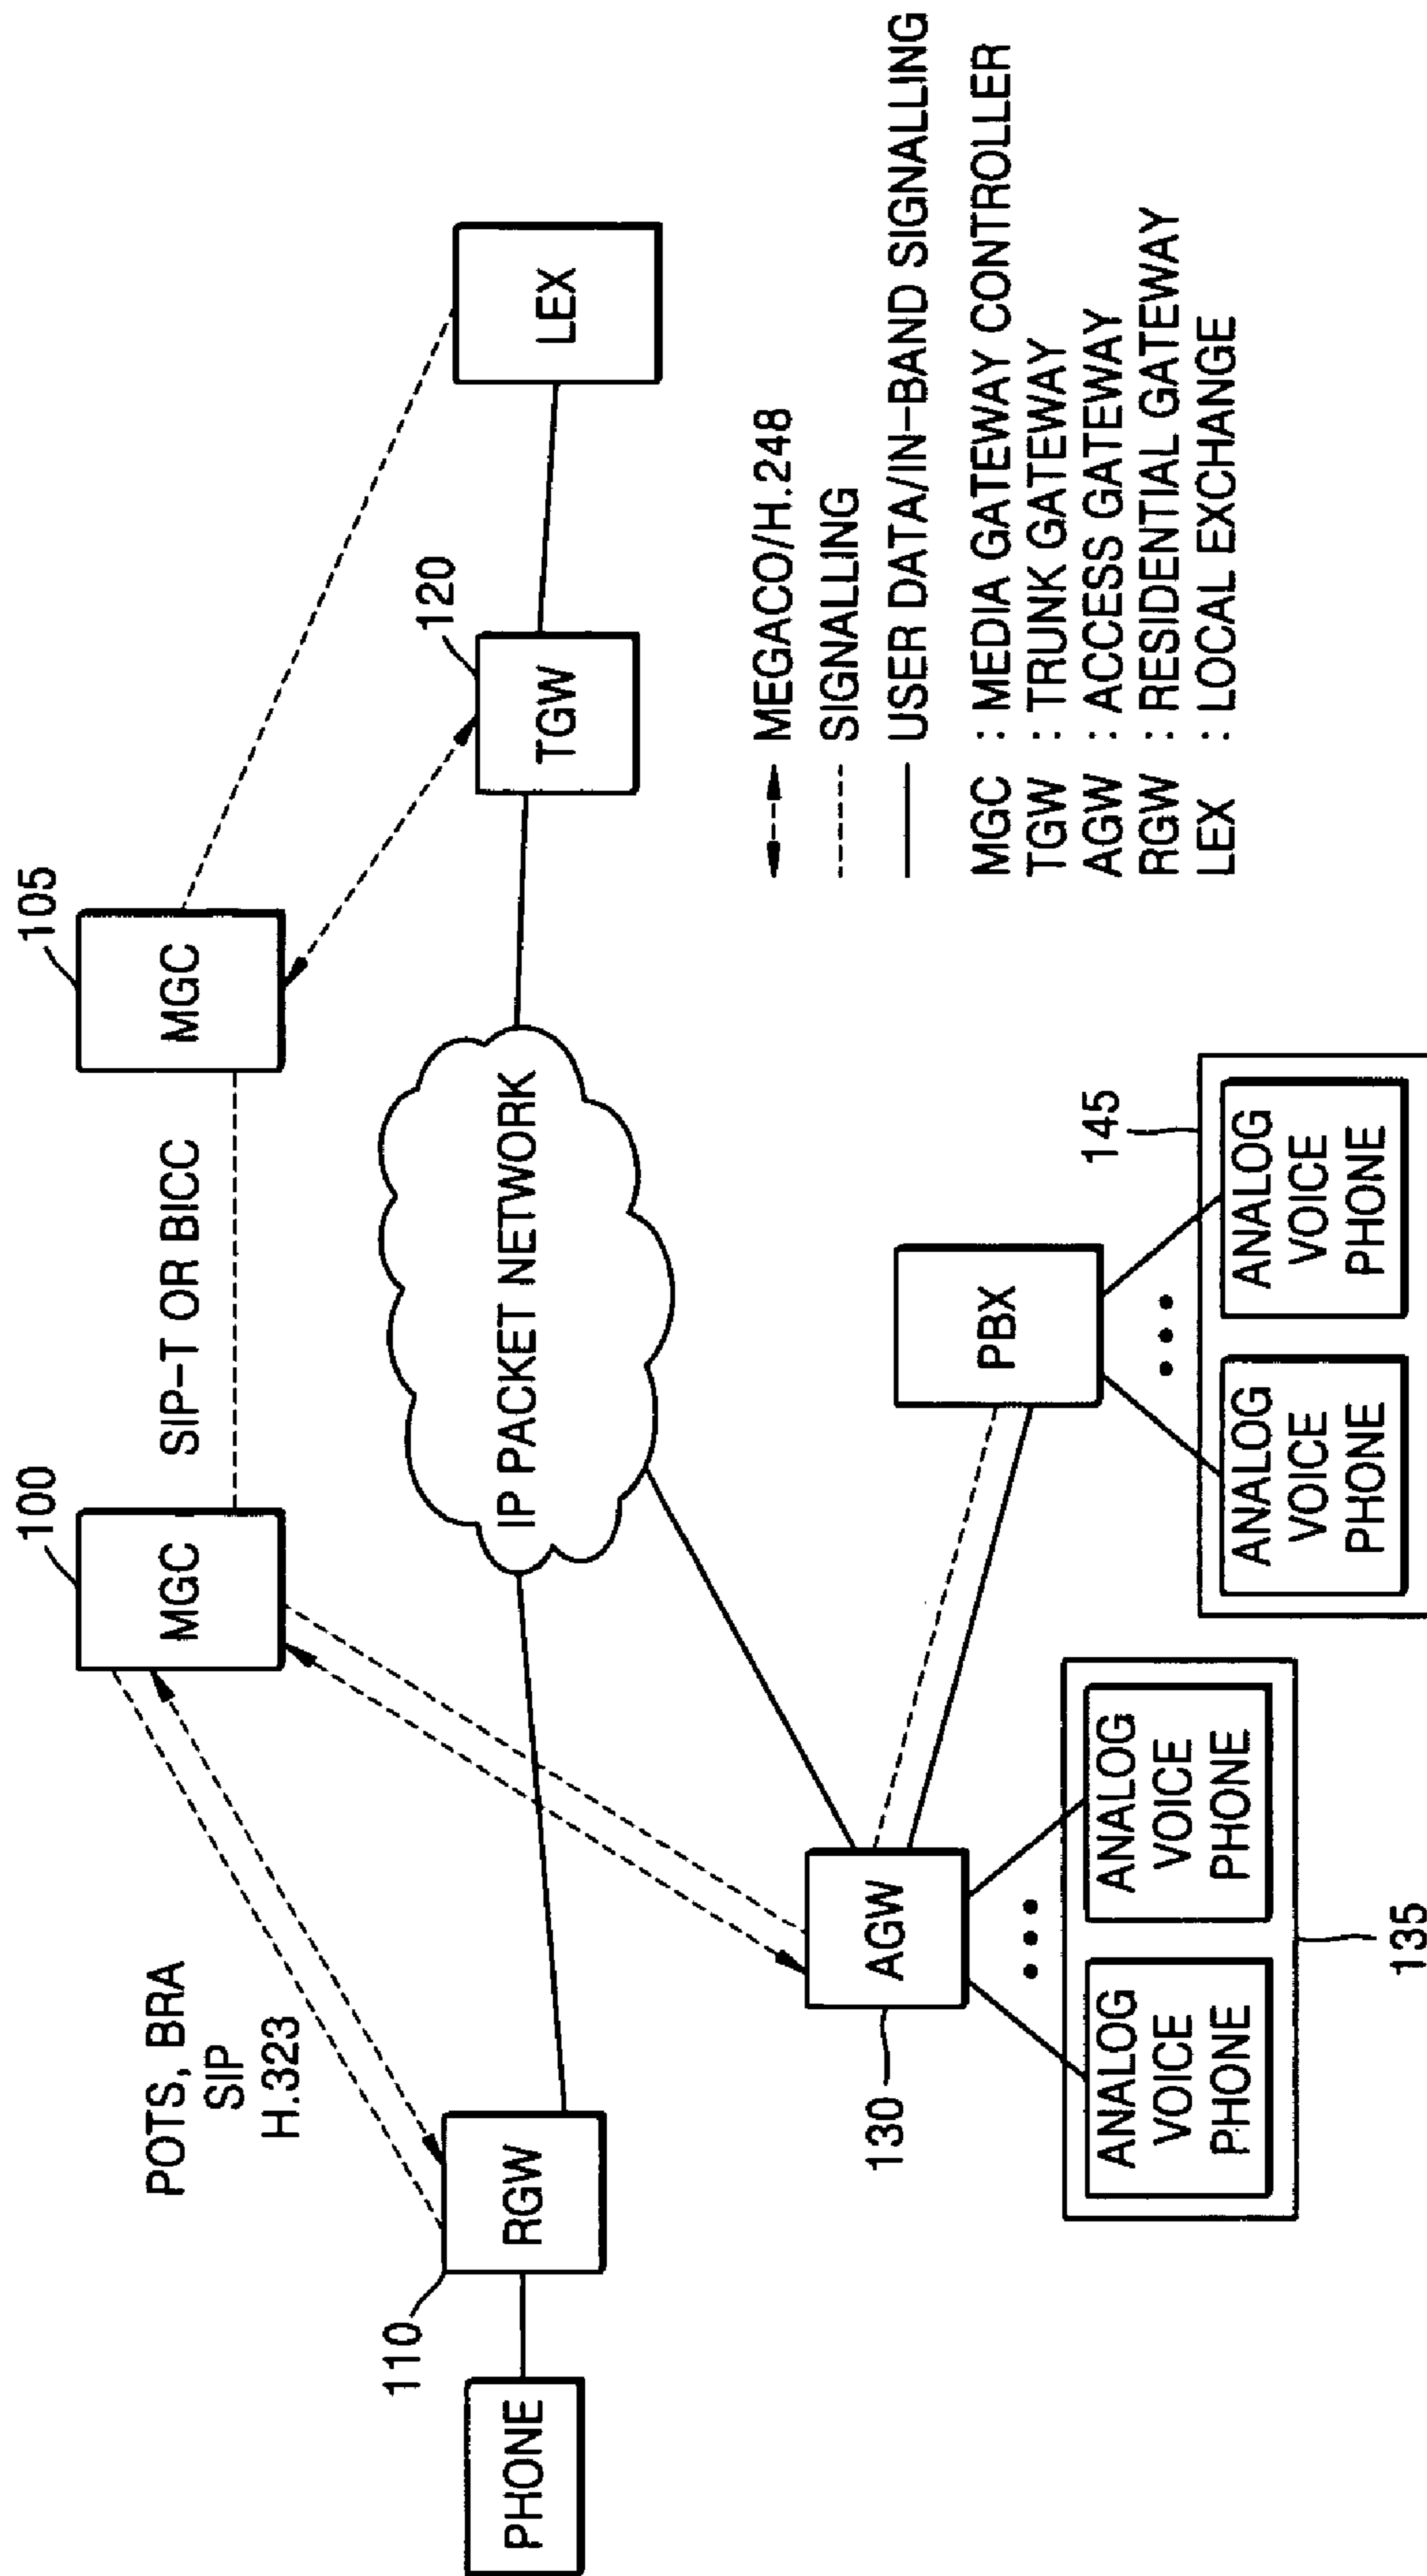 100
105
MGC
MGC
SIP-T OR BICC
POTS, BRA
SIP
H.323
110
120
PHONE
RGW
IP PACKET NETWORK
TGW
LEX
130
AGW
PBX
145
ANALOG
VOICE
PHONE
ANALOG
VOICE
PHONE
135
ANALOG
VOICE
PHONE
ANALOG
VOICE
PHONE
MEGACO/H.248
SIGNALLING
USER DATA/IN-BAND SIGNALLING
MGC : MEDIA GATEWAY CONTROLLER
TGW : TRUNK GATEWAY
AGW : ACCESS GATEWAY
RGW : RESIDENTIAL GATEWAY
LEX : LOCAL EXCHANGE